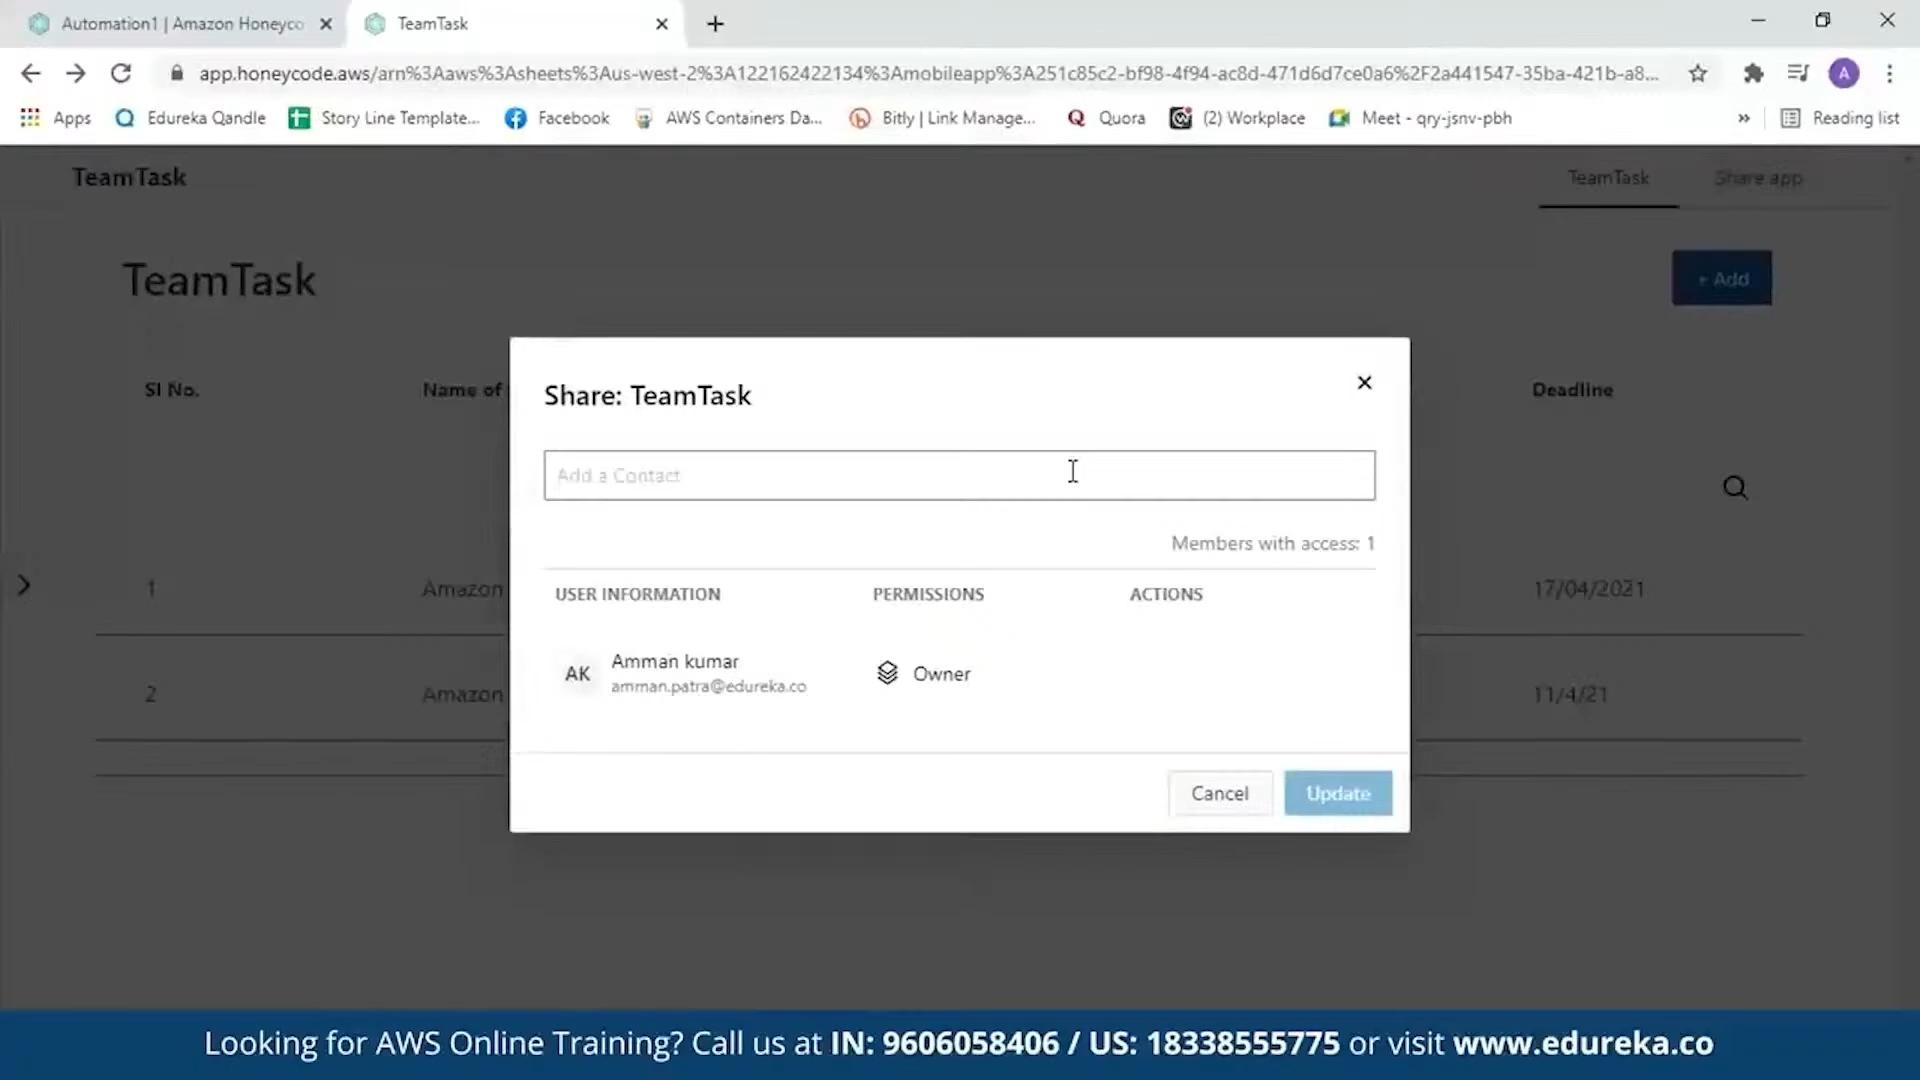 Automation1 | Amazon Honeyco
TeamTask
app.honeycode.aws/arn%3Aaws%3Asheets%3Aus-west-2%3A122162422134%3Amobileapp%3A251c85c2-bf98-4f94-ac8d-471d6d7ce0a6%2F2a441547-35ba-421b-a8...
A
Apps
Edureka Qandle
Story Line Template...
Facebook
AWS Containers Da...
Bitly | Link Manage...
Quora
(2) Workplace
Meet - qry-jsnv-pbh
»
Reading list
TeamTask
TeamTask
Share app
TeamTask
+ Add
Sl No.
Name of
Deadline
1
Amazon
17/04/2021
2
Amazon
11/4/21
Share: TeamTask
Add a Contact
Members with access: 1
USER INFORMATION
PERMISSIONS
ACTIONS
AK
Amman kumar
amman.patra@edureka.co
Owner
Cancel
Update
Looking for AWS Online Training? Call us at IN: 9606058406 / US: 18338555775 or visit www.edureka.co